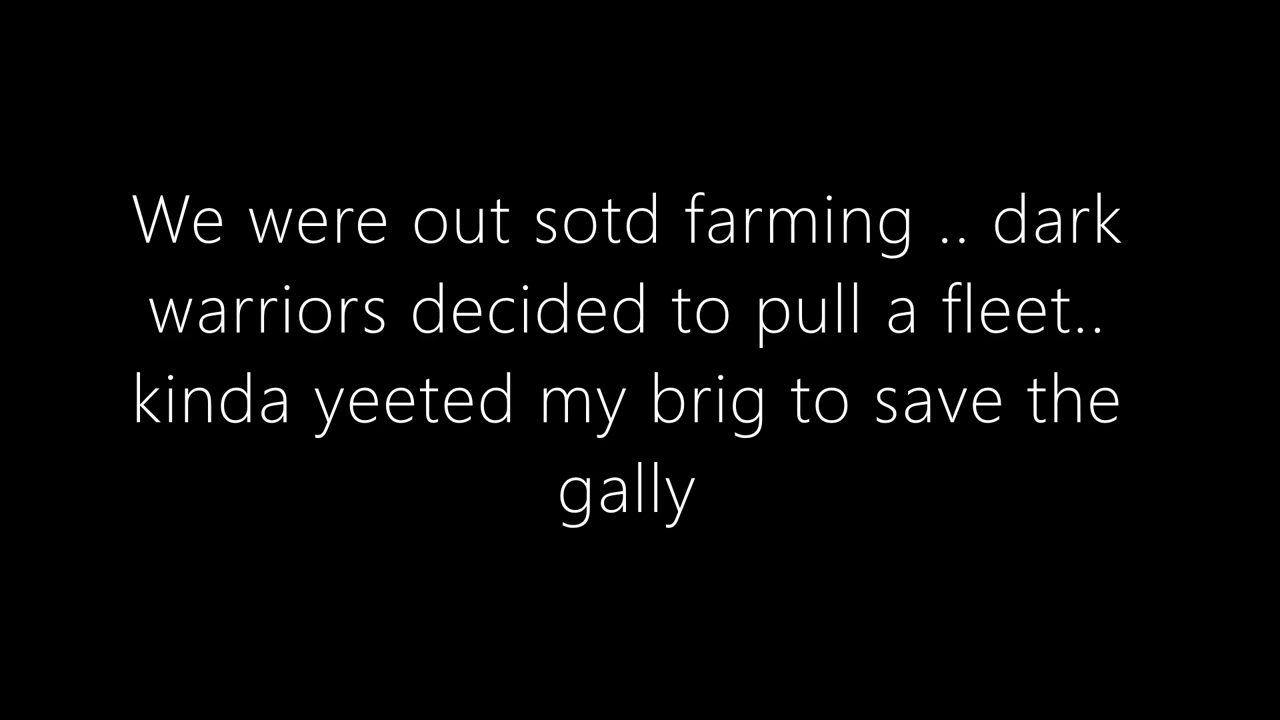 We were out sotd farming .. dark
warriors decided to pull a fleet..
kinda yeeted my brig to save the
gally